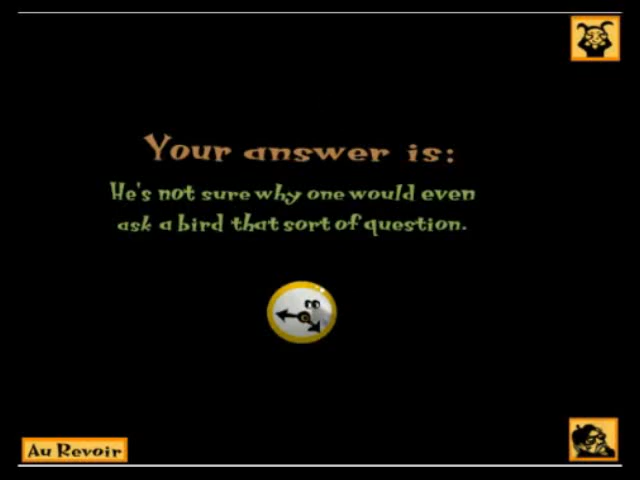 Your answer is:
He's not sure why one would even
ask a bird that sort of question.
Au Revoir